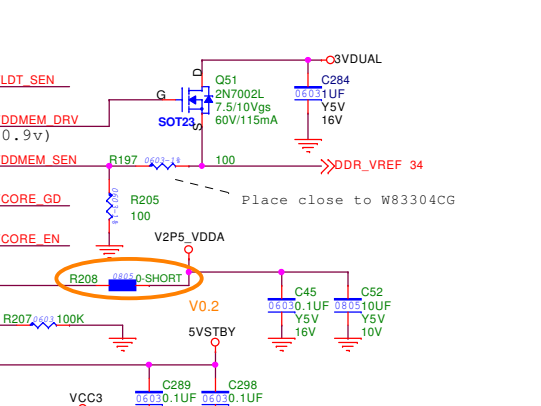 3VDUAL
LDT_SEN
D
Q51
2N7002L
7.5/10Vgs
60V/115mA
G
SOT23
S
C284
0603
1UF
Y5V
16V
DDMEM_DRV
0.9v)
DDMEM_SEN
R197
0603-1%
100
DDR_VREF 34
CORE_GD
0603-1%
R205
100
Place close to W83304CG
CORE_EN
V2P5_VDDA
R208
0805
0-SHORT
V0.2
C45
0603
0.1UF
Y5V
16V
C52
0805
10UF
Y5V
10V
R207
0603
100K
5VSTBY
VCC3
C289
0603
0.1UF
C298
0603
0.1UF